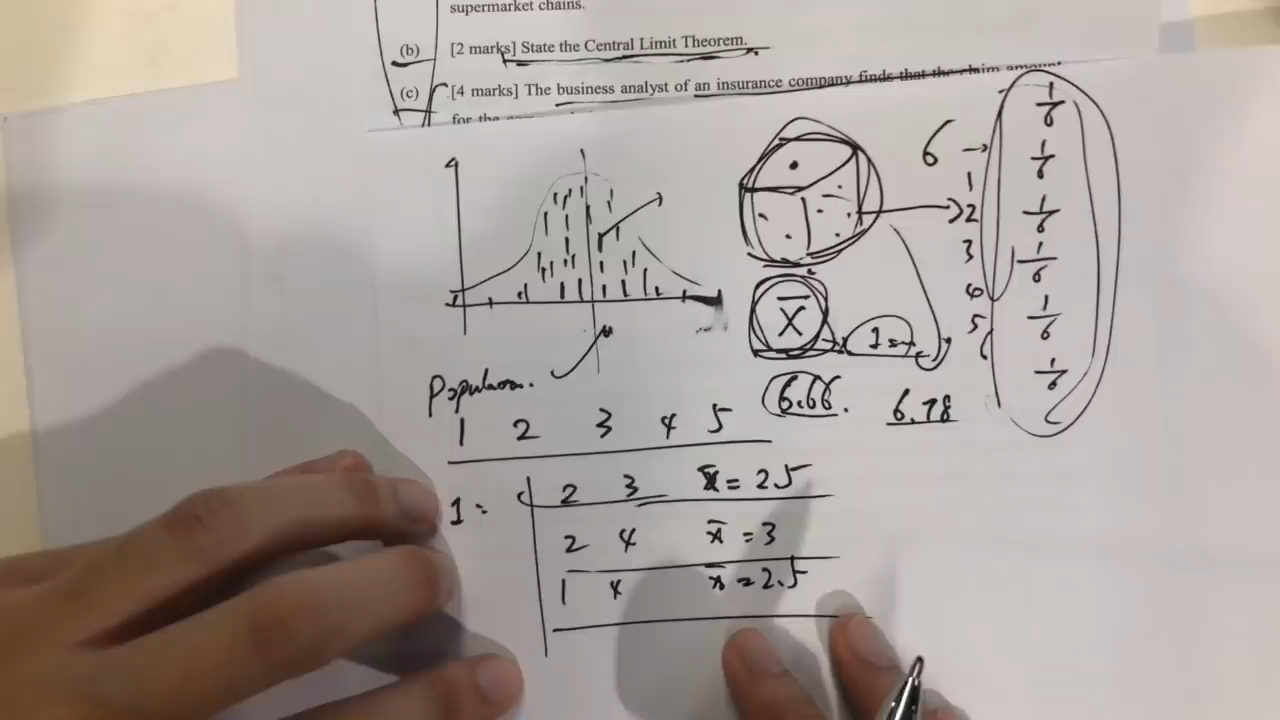 supermarket chains.
(b) [2 marks] State the Central Limit Theorem.
(c) [4 marks] The business analyst of an insurance company finds that the claim amount
for the
6 → 1/6
1 1/6
2 1/6
3 1/6
4 1/6
5 1/6
X̄
6.66. 6.78
1 2 3 4 5
1: 2 3 x̄ = 2.5
2 4 x̄ = 3
1 4 x̄ = 2.5